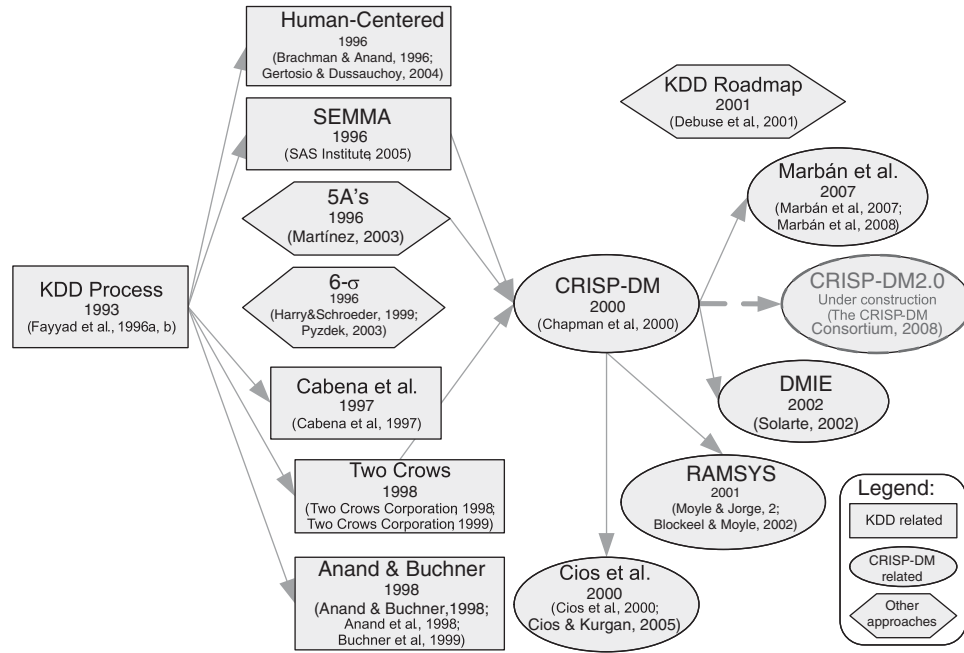 Human-Centered
1996
(Brachman & Anand, 1996;
Gertosio & Dussauchoy, 2004)
SEMMA
1996
(SAS Institute, 2005)
5A's
1996
(Martínez, 2003)
6-σ
1996
(Harry&Schroeder, 1999;
Pyzdek, 2003)
KDD Process
1993
(Fayyad et al., 1996a, b)
Cabena et al.
1997
(Cabena et al, 1997)
Two Crows
1998
(Two Crows Corporation, 1998;
Two Crows Corporation, 1999)
Anand & Buchner
1998
(Anand & Buchner, 1998;
Anand et al, 1998;
Buchner et al, 1999)
CRISP-DM
2000
(Chapman et al, 2000)
KDD Roadmap
2001
(Debuse et al, 2001)
Marbán et al.
2007
(Marbán et al, 2007;
Marbán et al, 2008)
CRISP-DM2.0
Under construction
(The CRISP-DM
Consortium, 2008)
DMIE
2002
(Solarte, 2002)
RAMSYS
2001
(Moyle & Jorge, 2;
Blockeel & Moyle, 2002)
Cios et al.
2000
(Cios et al, 2000;
Cios & Kurgan, 2005)
Legend:
KDD related
CRISP-DM
related
Other
approaches